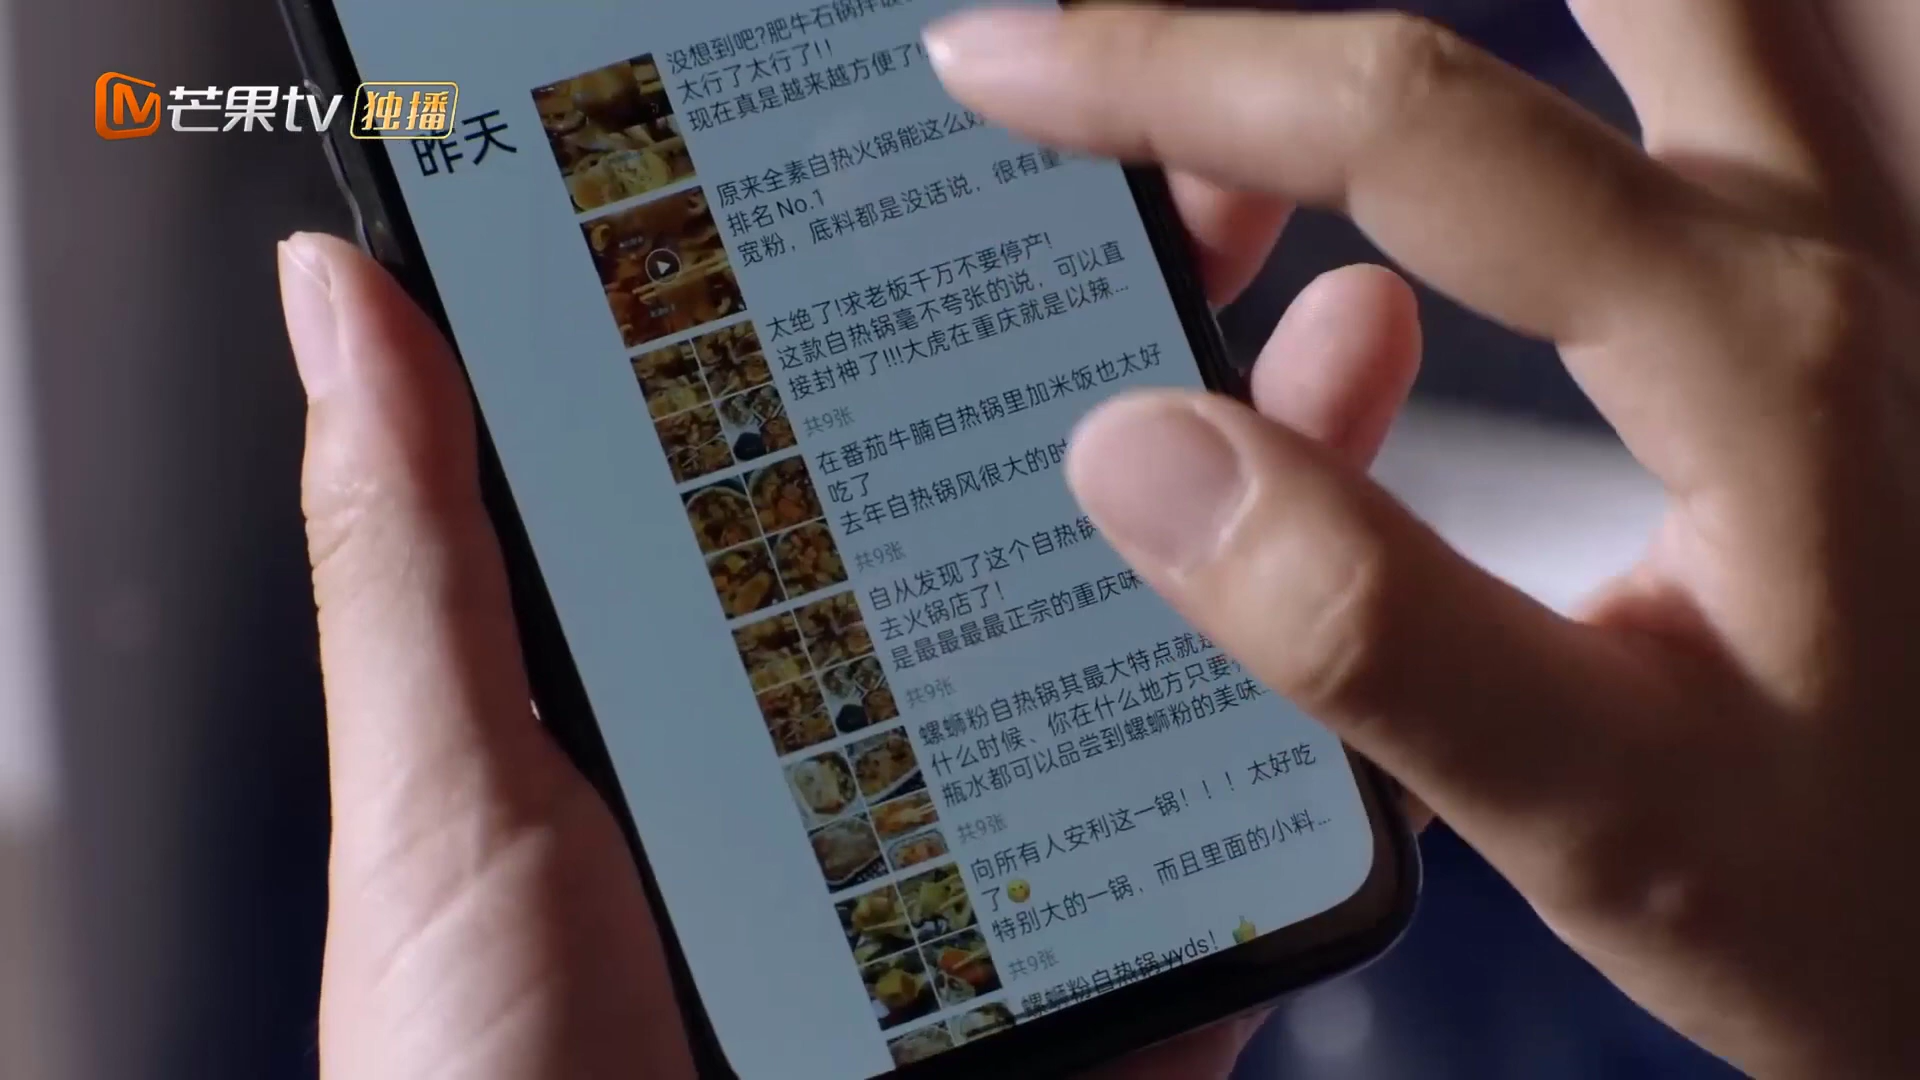 芒果tv 独播
昨天
没想到吧?肥牛石锅拌
太行了太行了!!
现在真是越来越方便了!
原来全素自热火锅能这么好
排名No.1
宽粉，底料都是没话说，很有重
太绝了!求老板千万不要停产!
这款自热锅毫不夸张的说，可以直
接封神了!!!大虎在重庆就是以辣...
共9张
在番茄牛腩自热锅里加米饭也太好
吃了
去年自热锅风很大的时
共9张
自从发现了这个自热锅
去火锅店了!
是最最最最正宗的重庆味
共9张
螺蛳粉自热锅其最大特点就是
什么时候、你在什么地方只要
瓶水都可以品尝到螺蛳粉的美味
共9张
向所有人安利这一锅！！！太好吃
了😋
特别大的一锅，而且里面的小料...
共9张
螺蛳粉自热锅yyds!